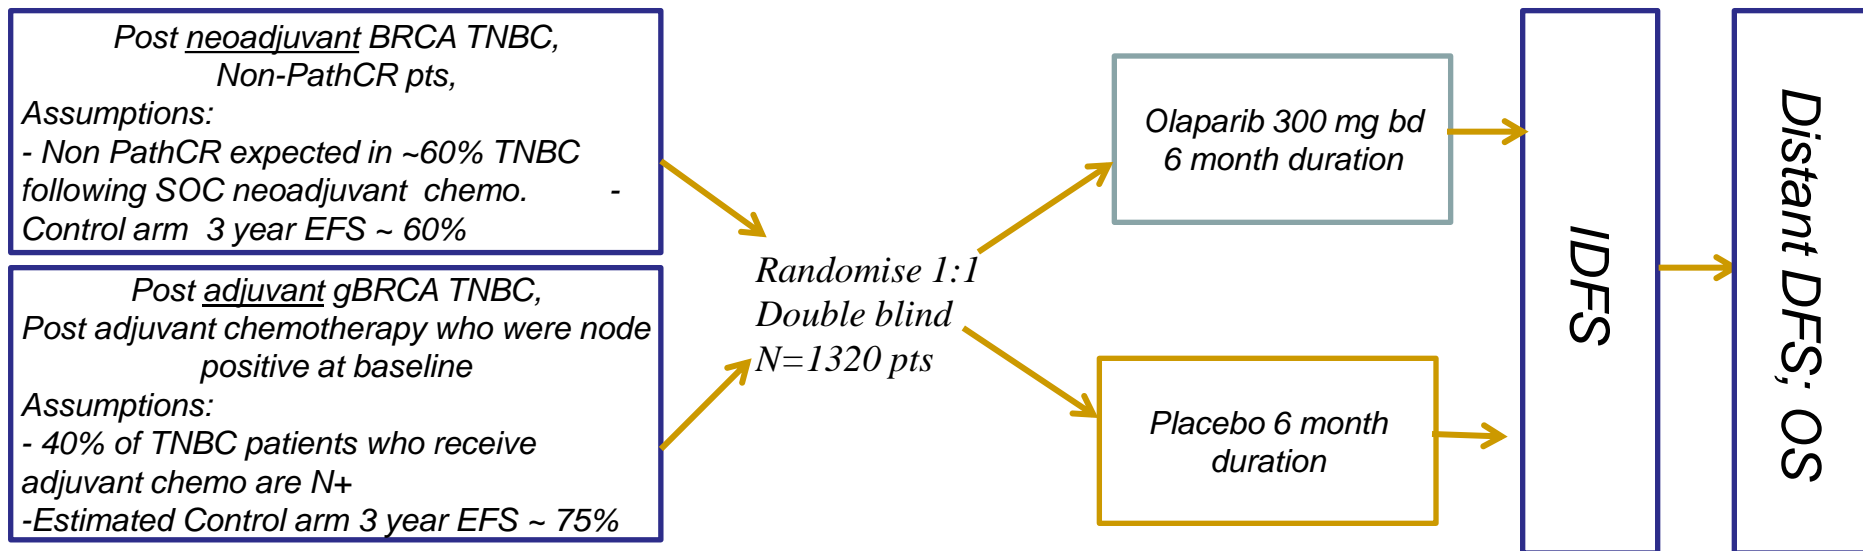 Post neoadjuvant BRCA TNBC,
Non-PathCR pts,
Assumptions:
- Non PathCR expected in ~60% TNBC
following SOC neoadjuvant chemo. -
Control arm 3 year EFS ~ 60%
Post adjuvant gBRCA TNBC,
Post adjuvant chemotherapy who were node
positive at baseline
Assumptions:
- 40% of TNBC patients who receive
adjuvant chemo are N+
-Estimated Control arm 3 year EFS ~ 75%
Randomise 1:1
Double blind
N=1320 pts
Olaparib 300 mg bd
6 month duration
Placebo 6 month
duration
IDFS
Distant DFS; OS